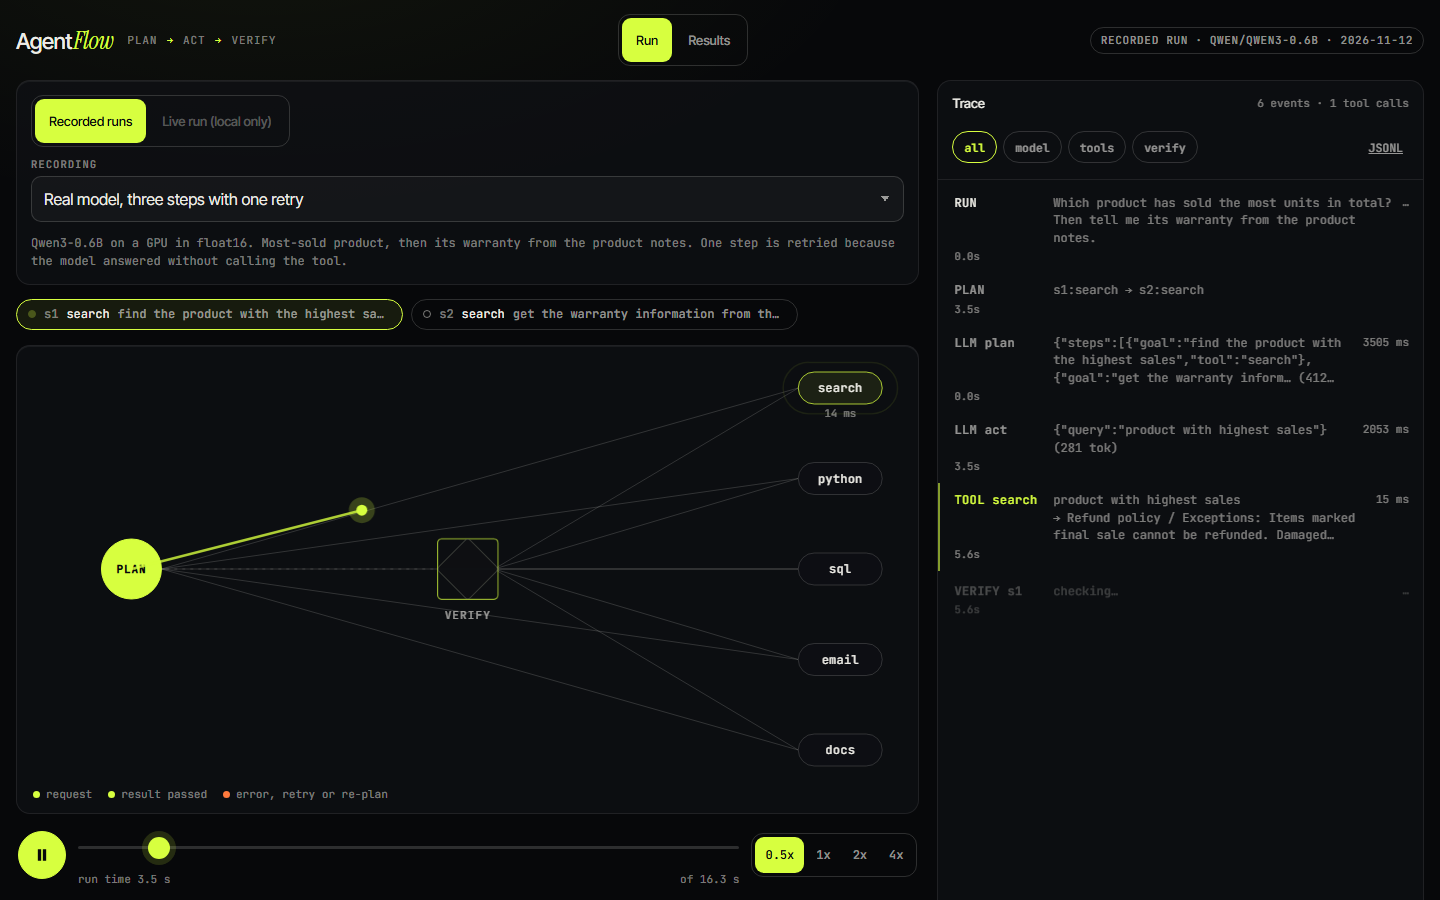 AgentFlow PLAN → ACT → VERIFY
Run Results
RECORDED RUN · QWEN/QWEN3-0.6B · 2026-11-12
Recorded runs Live run (local only)
RECORDING
Real model, three steps with one retry
Qwen3-0.6B on a GPU in float16. Most-sold product, then its warranty from the product notes. One step is retried because
the model answered without calling the tool.
s1 search find the product with the highest sa…
s2 search get the warranty information from th…
search
14 ms
python
PLAN
sql
VERIFY
email
docs
request result passed error, retry or re-plan
run time 3.5 s
of 16.3 s
0.5x 1x 2x 4x
Trace
6 events · 1 tool calls
all model tools verify
JSONL
RUN Which product has sold the most units in total? …
Then tell me its warranty from the product
notes.
0.0s
PLAN s1:search → s2:search
3.5s
LLM plan {"steps":[{"goal":"find the product with 3505 ms
the highest sales","tool":"search"},
{"goal":"get the warranty inform… (412…
0.0s
LLM act {"query":"product with highest sales"} 2053 ms
(281 tok)
3.5s
TOOL search product with highest sales 15 ms
→ Refund policy / Exceptions: Items marked
final sale cannot be refunded. Damaged…
5.6s
VERIFY s1 checking… …
5.6s